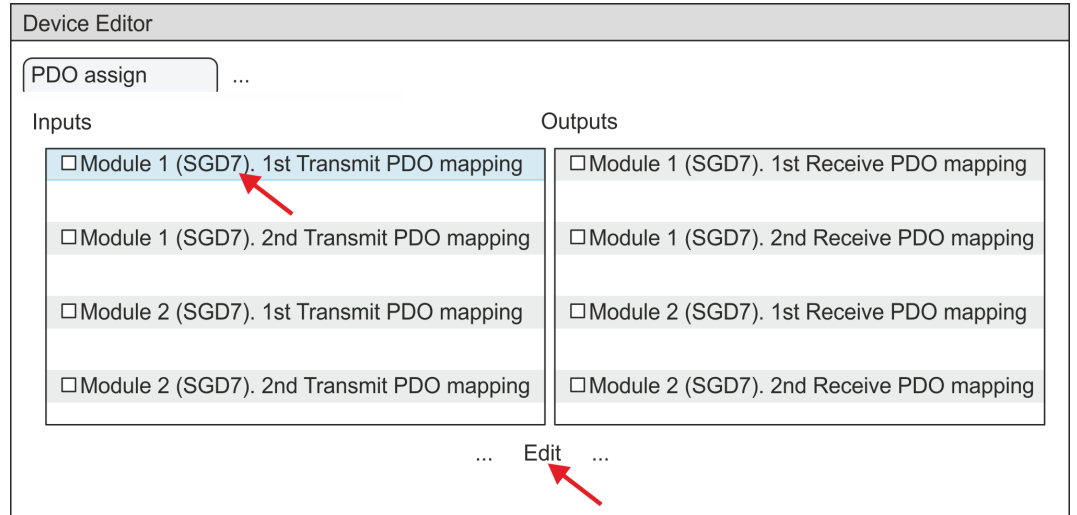 Device Editor
PDO assign ...
Inputs
Module 1 (SGD7). 1st Transmit PDO mapping
Module 1 (SGD7). 2nd Transmit PDO mapping
Module 2 (SGD7). 1st Transmit PDO mapping
Module 2 (SGD7). 2nd Transmit PDO mapping
Outputs
Module 1 (SGD7). 1st Receive PDO mapping
Module 1 (SGD7). 2nd Receive PDO mapping
Module 2 (SGD7). 1st Receive PDO mapping
Module 2 (SGD7). 2nd Receive PDO mapping
... Edit ...